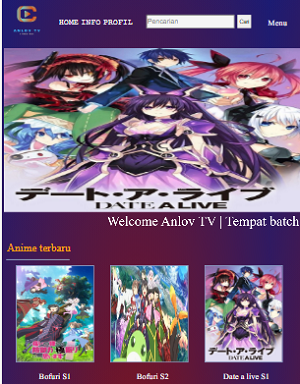 ANLOV TV
HOME INFO PROFIL
Pencarian
Cari
Menu
デート・ア・ライブ
DATE A LIVE
Welcome Anlov TV | Tempat batch
Anime terbaru
Bofuri S1
Bofuri S2
Date a live S1